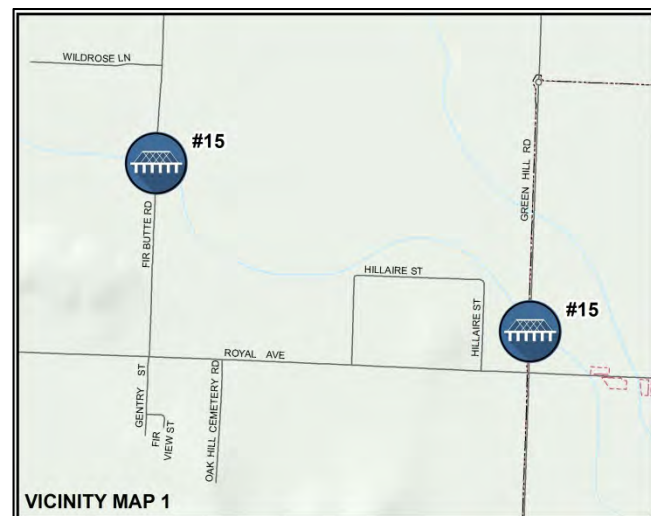 WILDROSE LN
#15
FIR BUTTE RD
GREEN HILL RD
HILLAIRE ST
HILLAIRE ST
#15
ROYAL AVE
GENTRY ST
FIR
VIEW ST
OAK HILL CEMETERY RD
VICINITY MAP 1